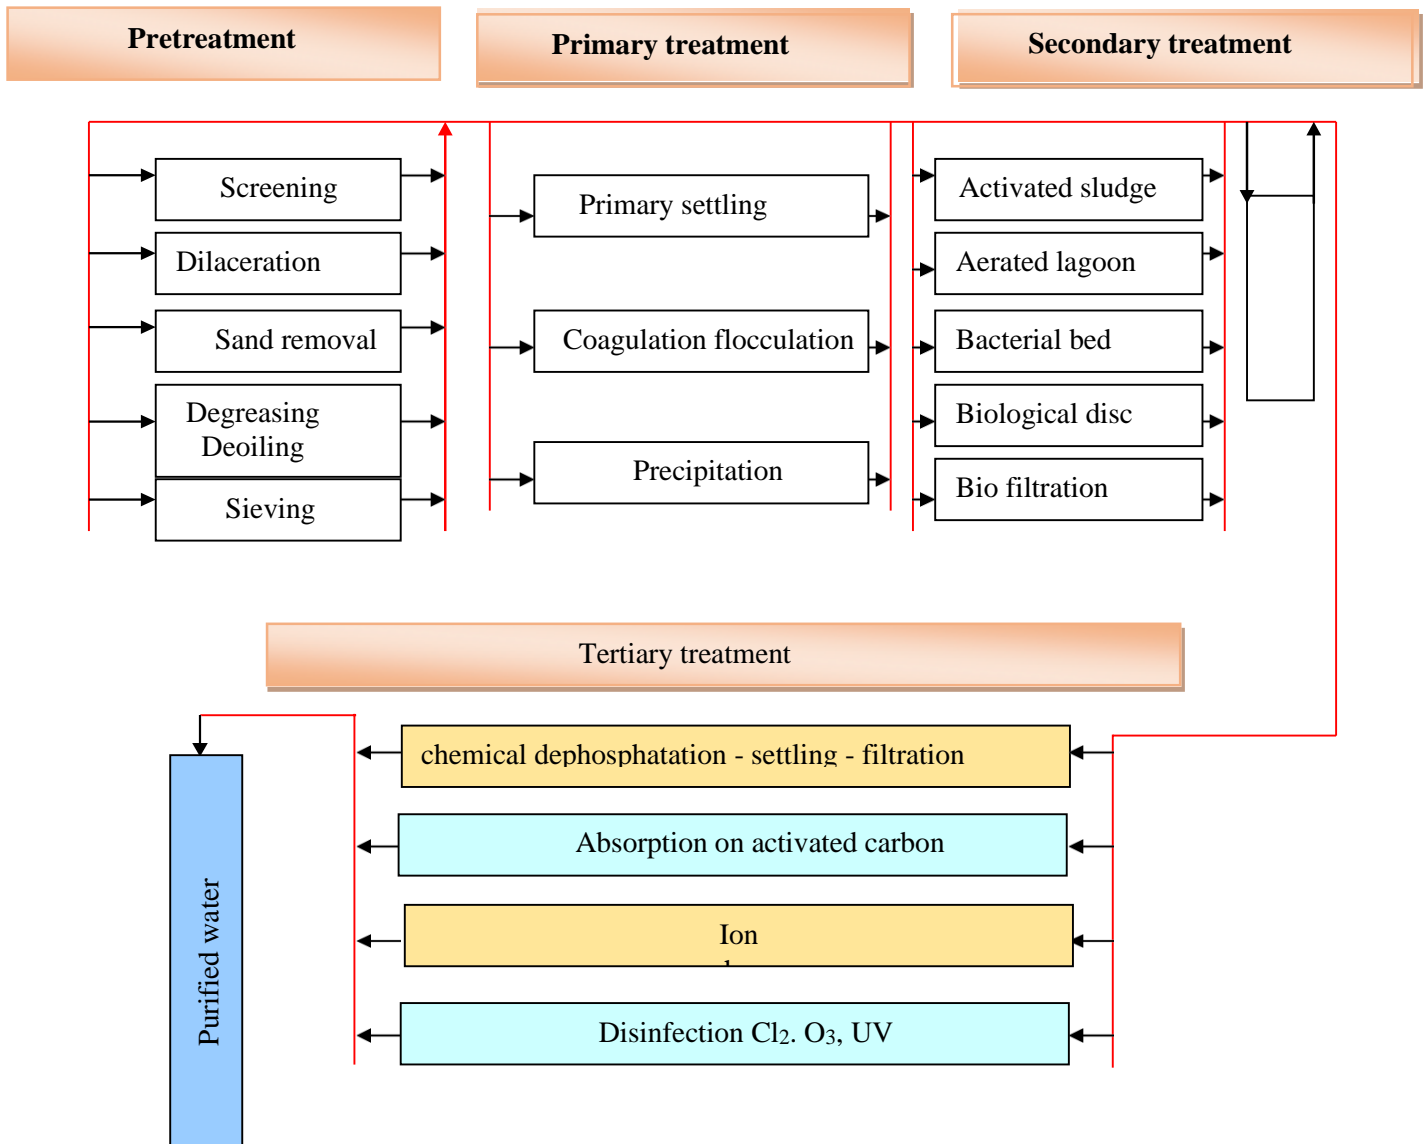 Pretreatment
Primary treatment
Secondary treatment
Screening
Dilaceration
Sand removal
Degreasing
Deoiling
Sieving
Primary settling
Coagulation flocculation
Precipitation
Activated sludge
Aerated lagoon
Bacterial bed
Biological disc
Bio filtration
Tertiary treatment
chemical dephosphatation - settling - filtration
Absorption on activated carbon
Ion
Disinfection Cl₂. O₃, UV
Purified water